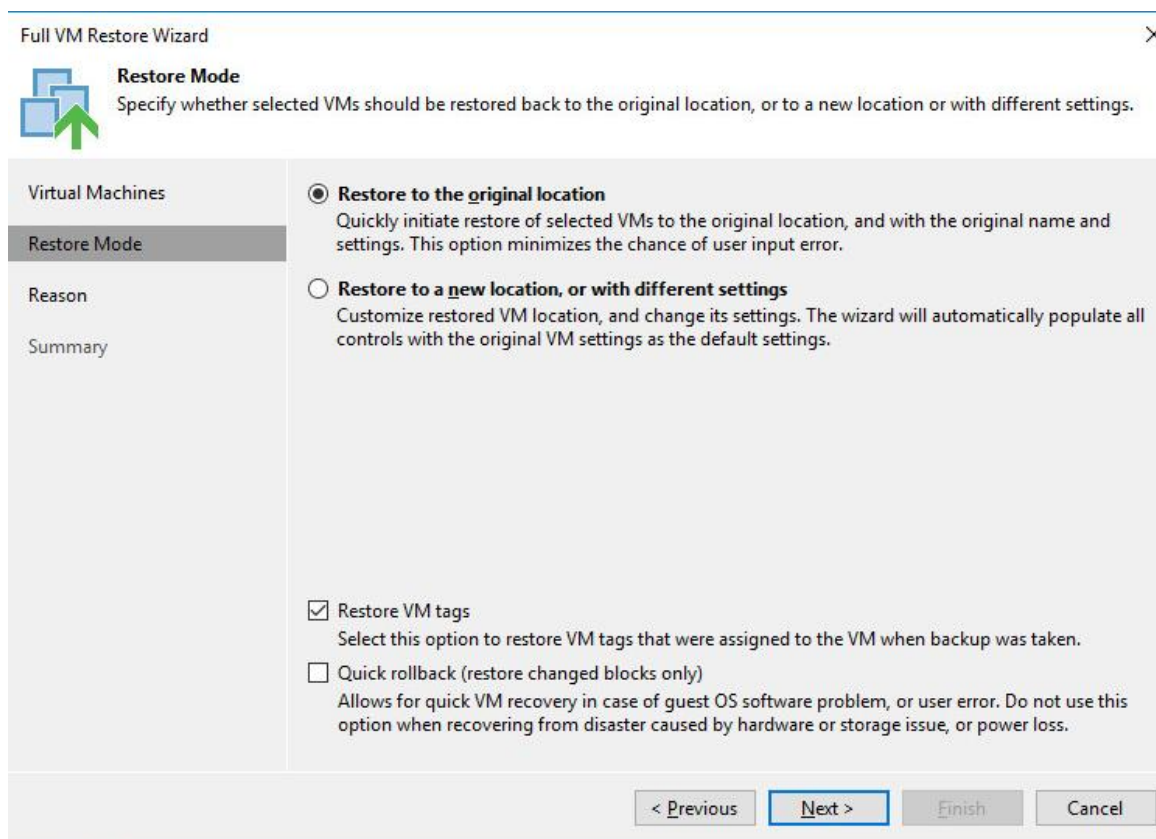 Full VM Restore Wizard
Restore Mode
Specify whether selected VMs should be restored back to the original location, or to a new location or with different settings.
Virtual Machines
Restore Mode
Reason
Summary
Restore to the original location
Quickly initiate restore of selected VMs to the original location, and with the original name and
settings. This option minimizes the chance of user input error.
Restore to a new location, or with different settings
Customize restored VM location, and change its settings. The wizard will automatically populate all
controls with the original VM settings as the default settings.
Restore VM tags
Select this option to restore VM tags that were assigned to the VM when backup was taken.
Quick rollback (restore changed blocks only)
Allows for quick VM recovery in case of guest OS software problem, or user error. Do not use this
option when recovering from disaster caused by hardware or storage issue, or power loss.
< Previous Next > Finish Cancel